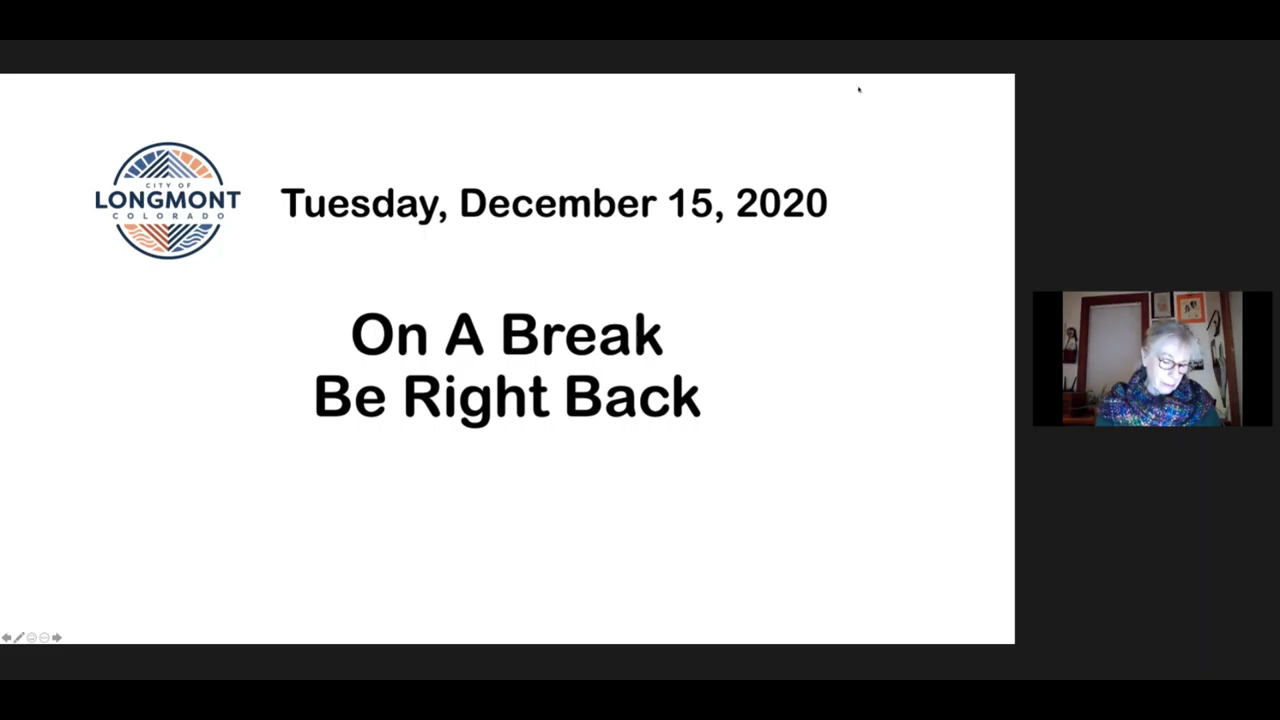 CITY OF
LONGMONT
COLORADO
Tuesday, December 15, 2020
On A Break
Be Right Back